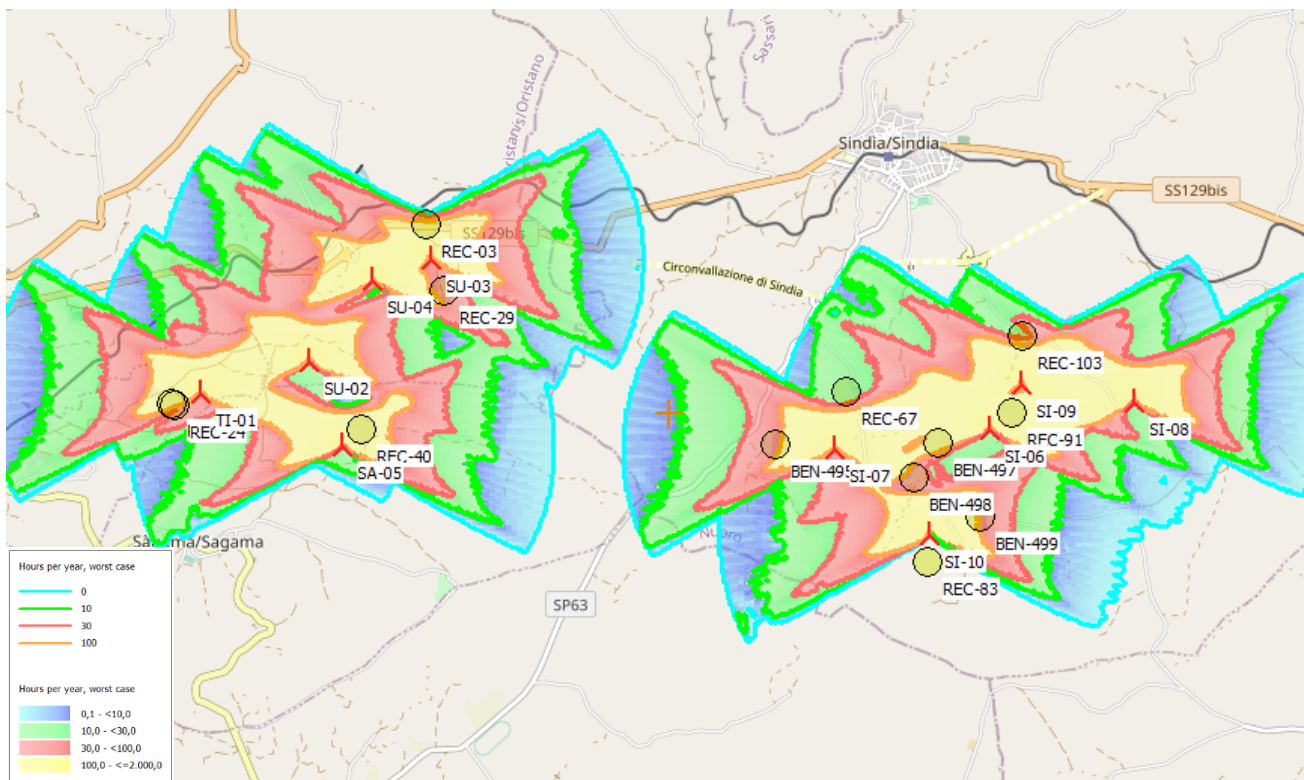 Sassari
Oristano/Oristano
Sindia/Sindia
SS129bis
SS129bis
REC-03
Circonvallazione di Sindia
SU-03
SU-04
REC-29
REC-103
SU-02
TI-01
REC-24
REC-67
SI-09
SI-08
REC-91
REC-40
SA-05
SI-06
BEN-495
SI-07
BEN-497
BEN-498
Nuoro
BEN-499
Sàgama/Sagama
SI-10
REC-83
SP63
Hours per year, worst case
0
10
30
100
Hours per year, worst case
0,1 - <10,0
10,0 - <30,0
30,0 - <100,0
100,0 - <=2.000,0